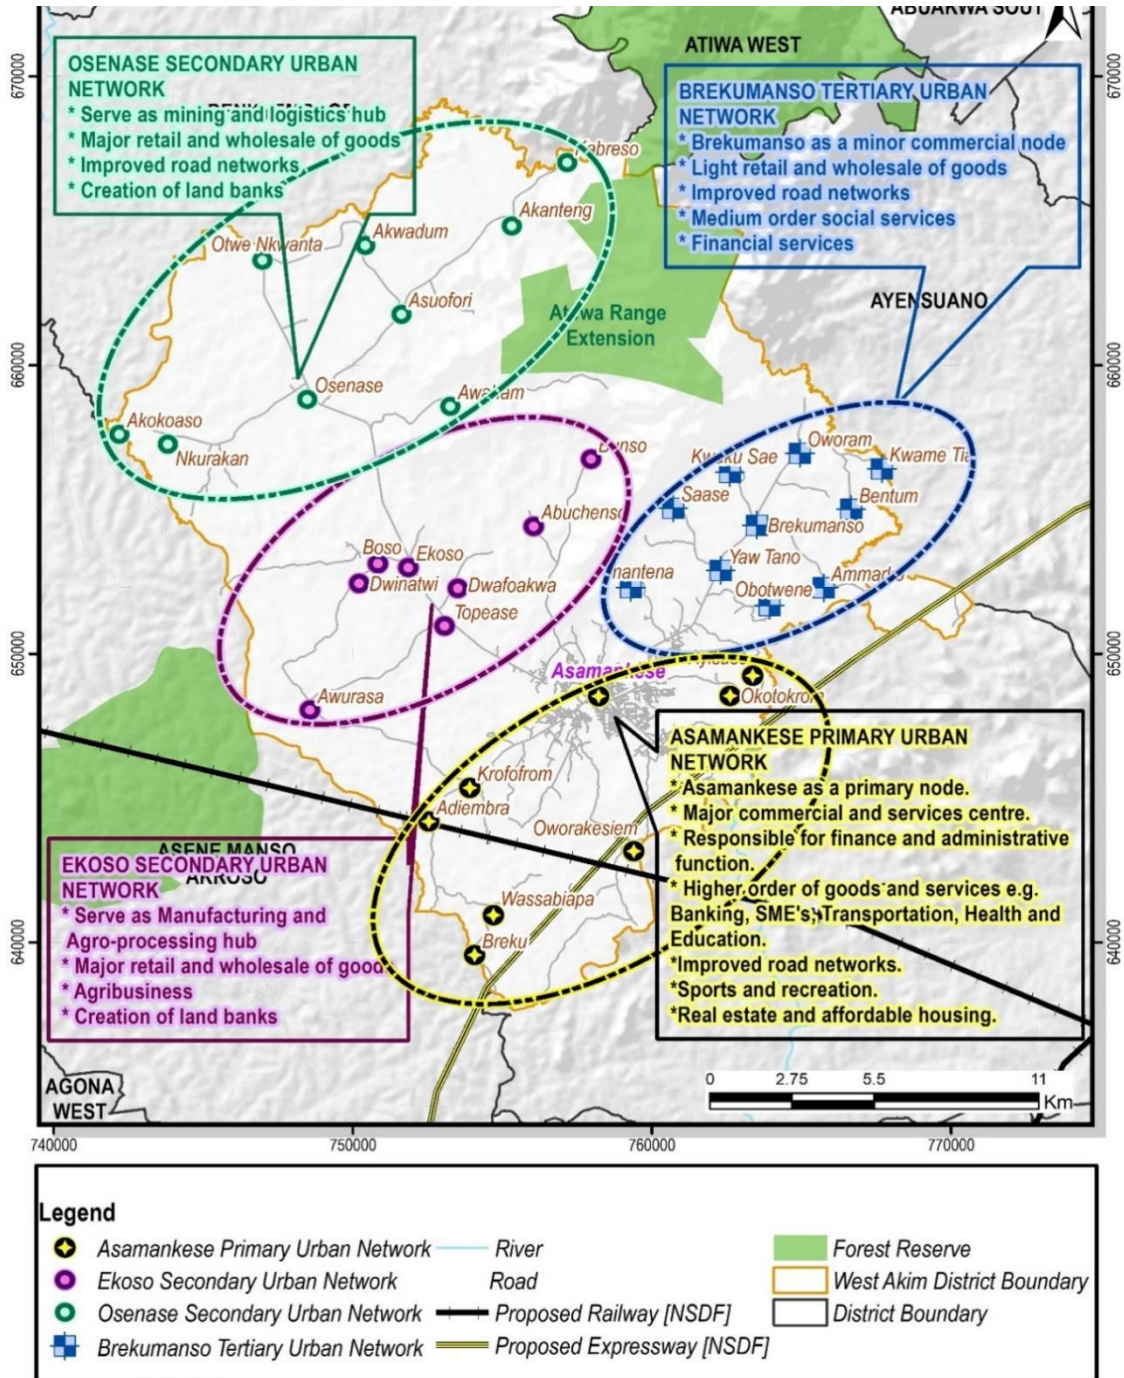 ATIWA WEST
670000
670000
OSENASE SECONDARY URBAN
NETWORK
* Serve as mining and logistics hub
* Major retail and wholesale of goods
* Improved road networks
* Creation of land banks
BREKUMANSO TERTIARY URBAN
NETWORK
* Brekumanso as a minor commercial node
* Light retail and wholesale of goods
* Improved road networks
* Medium order social services
* Financial services
Akanteng
Otwe Nkwanta
Akwadum
Asuofori
AYENSUANO
Range
Extension
660000
660000
Osenase
Akokoaso
Nkurakan
Oworam
Kwame
Saase
Bentum
Brekumanso
Boso
Ekoso
Dwinatwi
Dwafoakwa
Topease
Yaw Tano
Obotwene
650000
650000
Awurasa
Asamankese
Krofofrom
Adiembra
Oworakesiem
Wassabiapa
Breku
ASAMANKESE PRIMARY URBAN
NETWORK
* Asamankese as a primary node.
* Major commercial and services centre.
* Responsible for finance and administrative
function.
* Higher order of goods and services e.g.
Banking, SME's, Transportation, Health and
Education.
*Improved road networks.
*Sports and recreation.
*Real estate and affordable housing.
ASENE MANSO
EKOSO SECONDARY URBAN
NETWORK
* Serve as Manufacturing and
Agro-processing hub
* Major retail and wholesale of good
* Agribusiness
* Creation of land banks
640000
640000
AGONA
WEST
0 2.75 5.5 11
Km
740000 750000 760000 770000
Legend
Asamankese Primary Urban Network
Ekoso Secondary Urban Network
Osenase Secondary Urban Network
Brekumanso Tertiary Urban Network
River
Road
Proposed Railway [NSDF]
Proposed Expressway [NSDF]
Forest Reserve
West Akim District Boundary
District Boundary